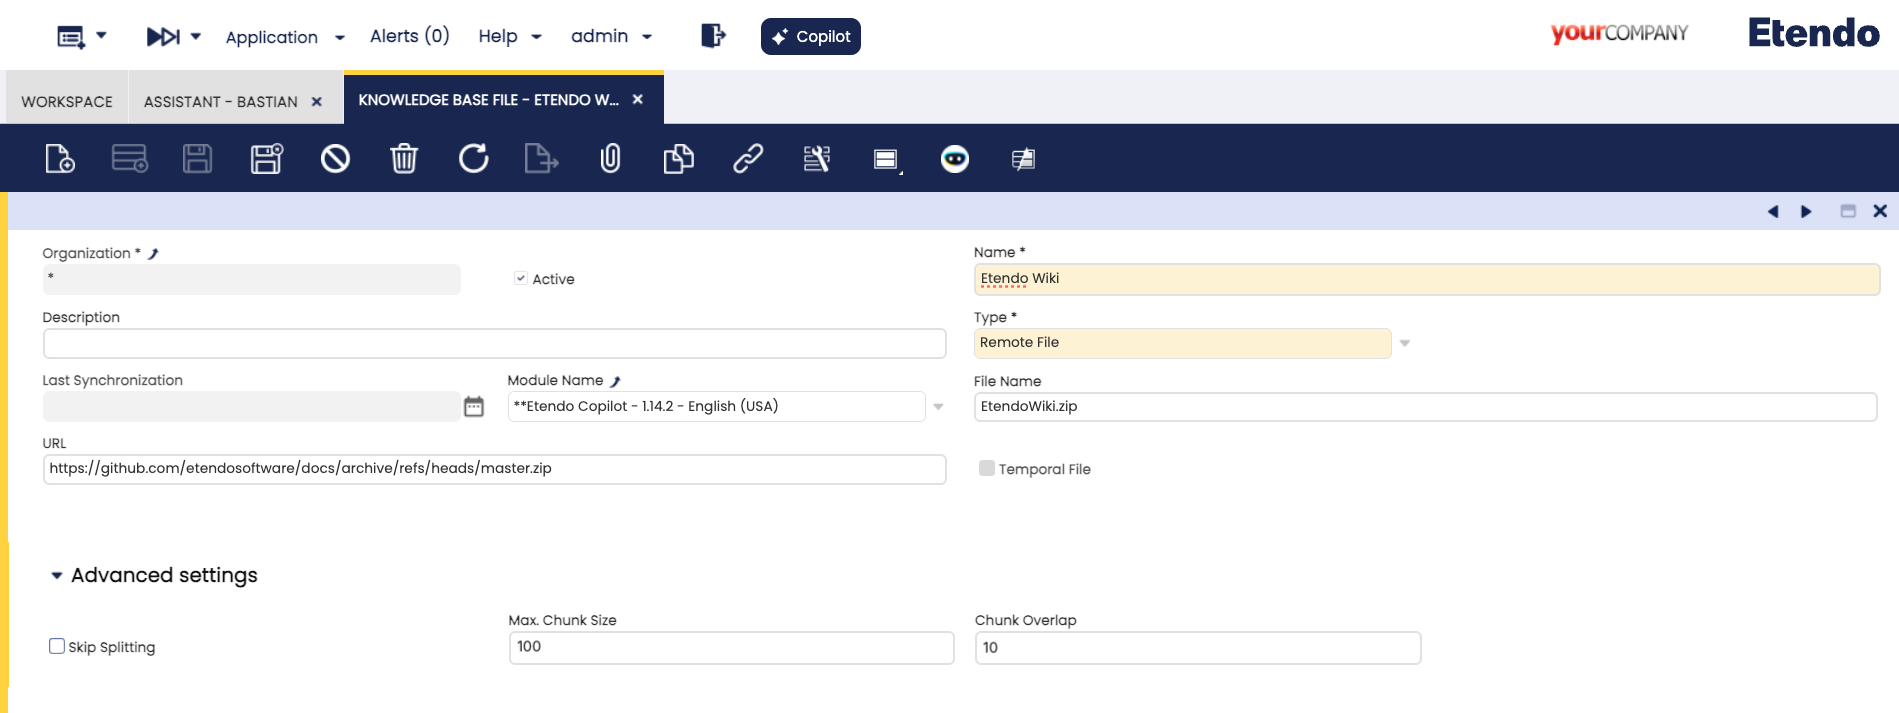 Application Alerts (0) Help admin Copilot yourCOMPANY Etendo
WORKSPACE ASSISTANT - BASTIAN KNOWLEDGE BASE FILE - ETENDO W...
Organization * Name *
* Active Etendo Wiki
Description Type *
Remote File
Last Synchronization Module Name File Name
**Etendo Copilot - 1.14.2 - English (USA) EtendoWiki.zip
URL
https://github.com/etendosoftware/docs/archive/refs/heads/master.zip Temporal File
Advanced settings
Max. Chunk Size Chunk Overlap
Skip Splitting 100 10